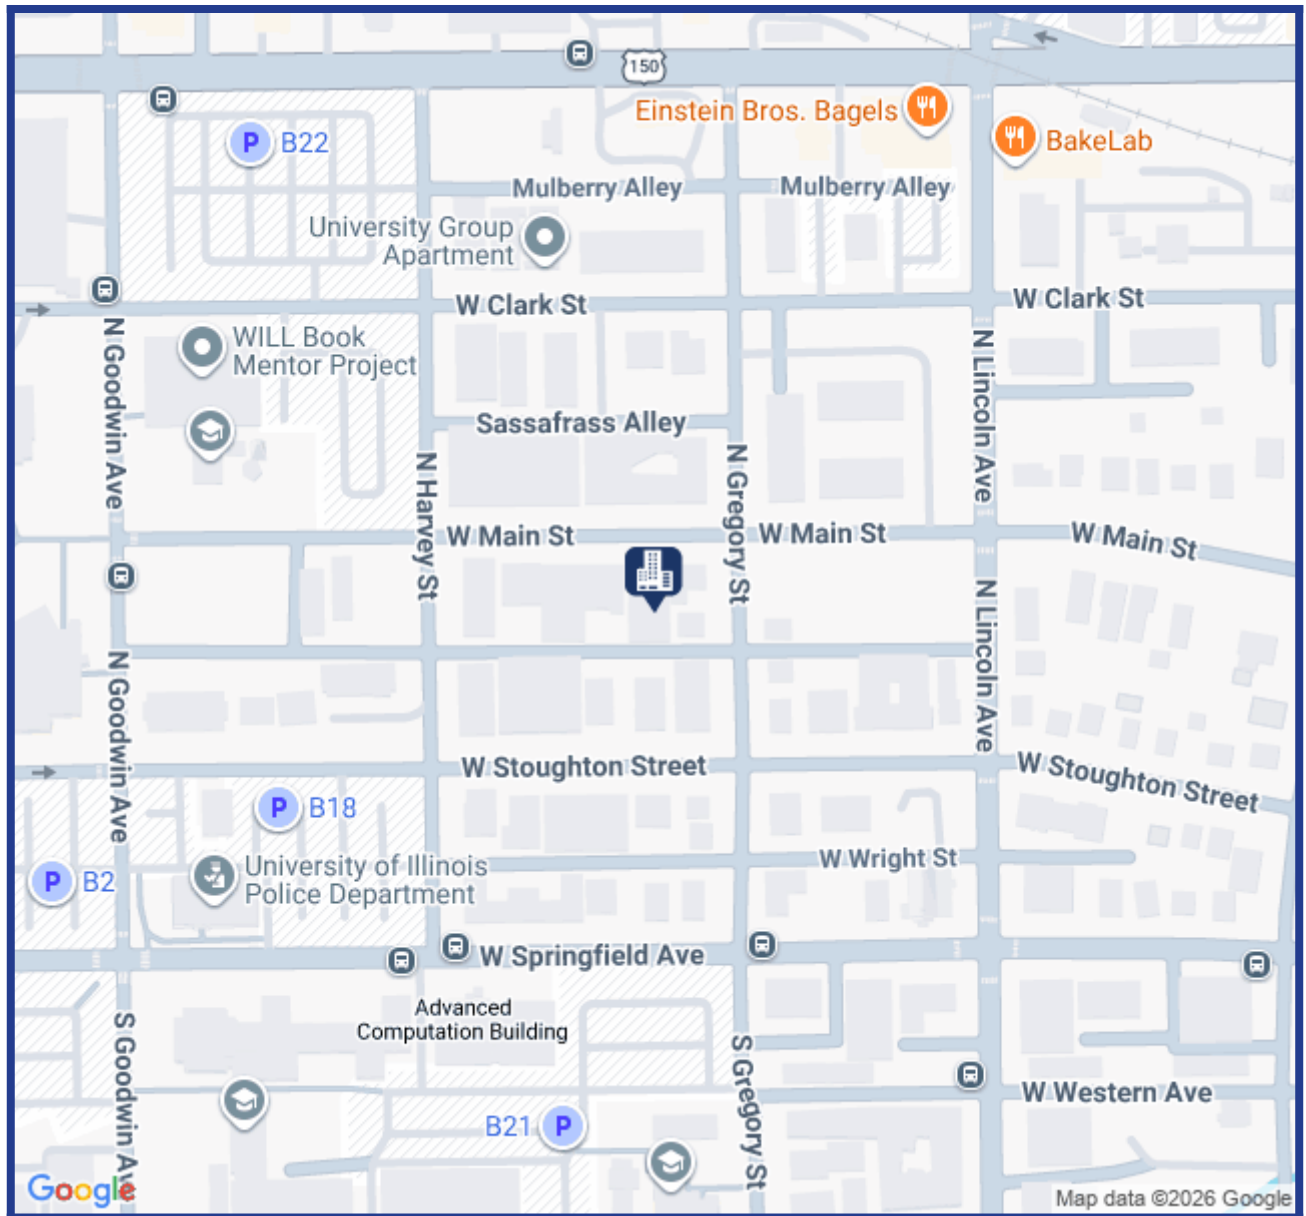 150
Einstein Bros. Bagels
BakeLab
P B22
Mulberry Alley
Mulberry Alley
University Group
Apartment
W Clark St
W Clark St
WILL Book
Mentor Project
N Goodwin Ave
N Lincoln Ave
Sassafrass Alley
N Harvey St
N Gregory St
W Main St
W Main St
W Main St
N Goodwin Ave
N Lincoln Ave
W Stoughton Street
W Stoughton Street
P B18
University of Illinois
Police Department
P B2
W Wright St
W Springfield Ave
Advanced
Computation Building
S Goodwin Ave
S Gregory St
W Western Ave
B21 P
Google
Map data ©2026 Google